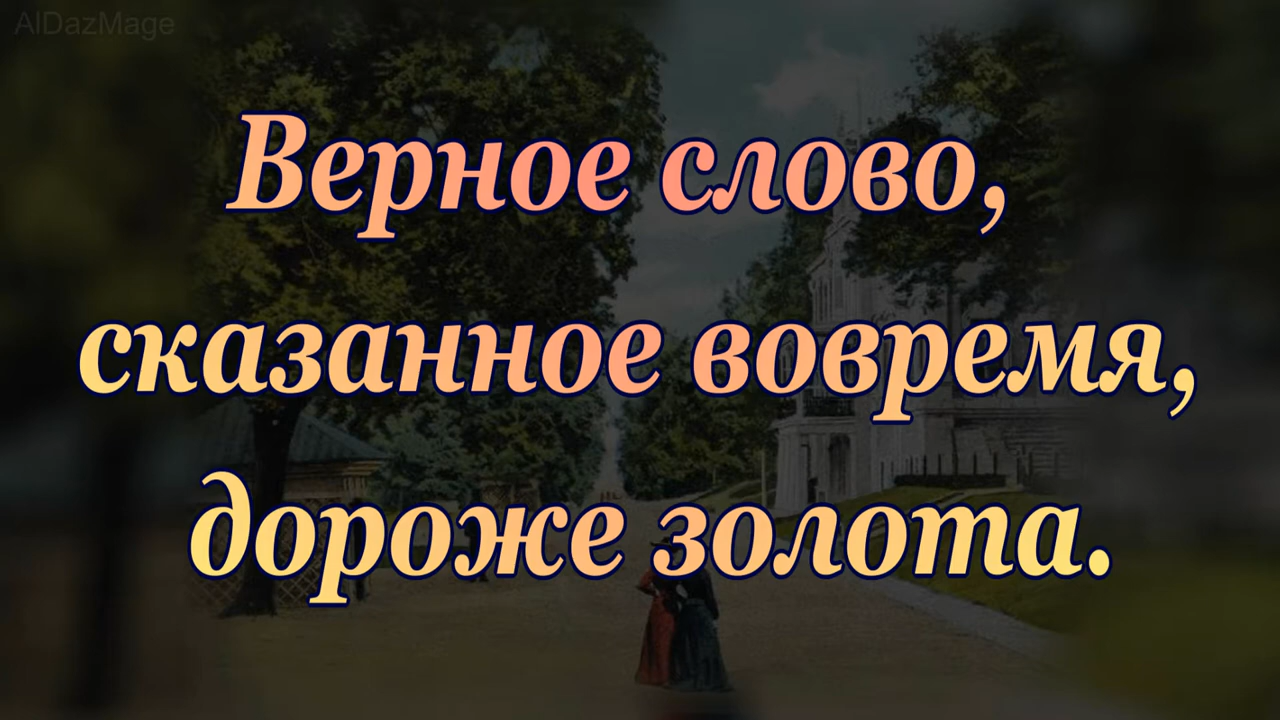 AlDazMage
Верное слово,
сказанное вовремя,
дороже золота.